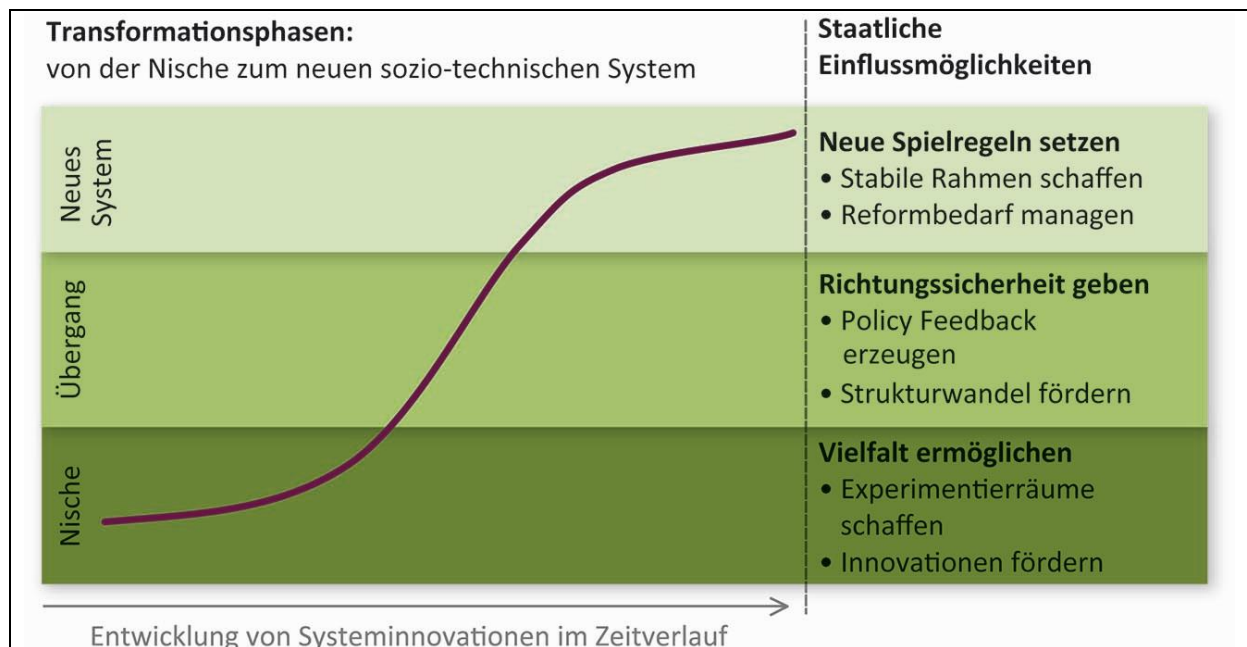 Transformationsphasen:
von der Nische zum neuen sozio-technischen System
Staatliche
Einflussmöglichkeiten
Neues
System
Neue Spielregeln setzen
• Stabile Rahmen schaffen
• Reformbedarf managen
Übergang
Richtungssicherheit geben
• Policy Feedback
erzeugen
• Strukturwandel fördern
Nische
Vielfalt ermöglichen
• Experimentierräume
schaffen
• Innovationen fördern
Entwicklung von Systeminnovationen im Zeitverlauf